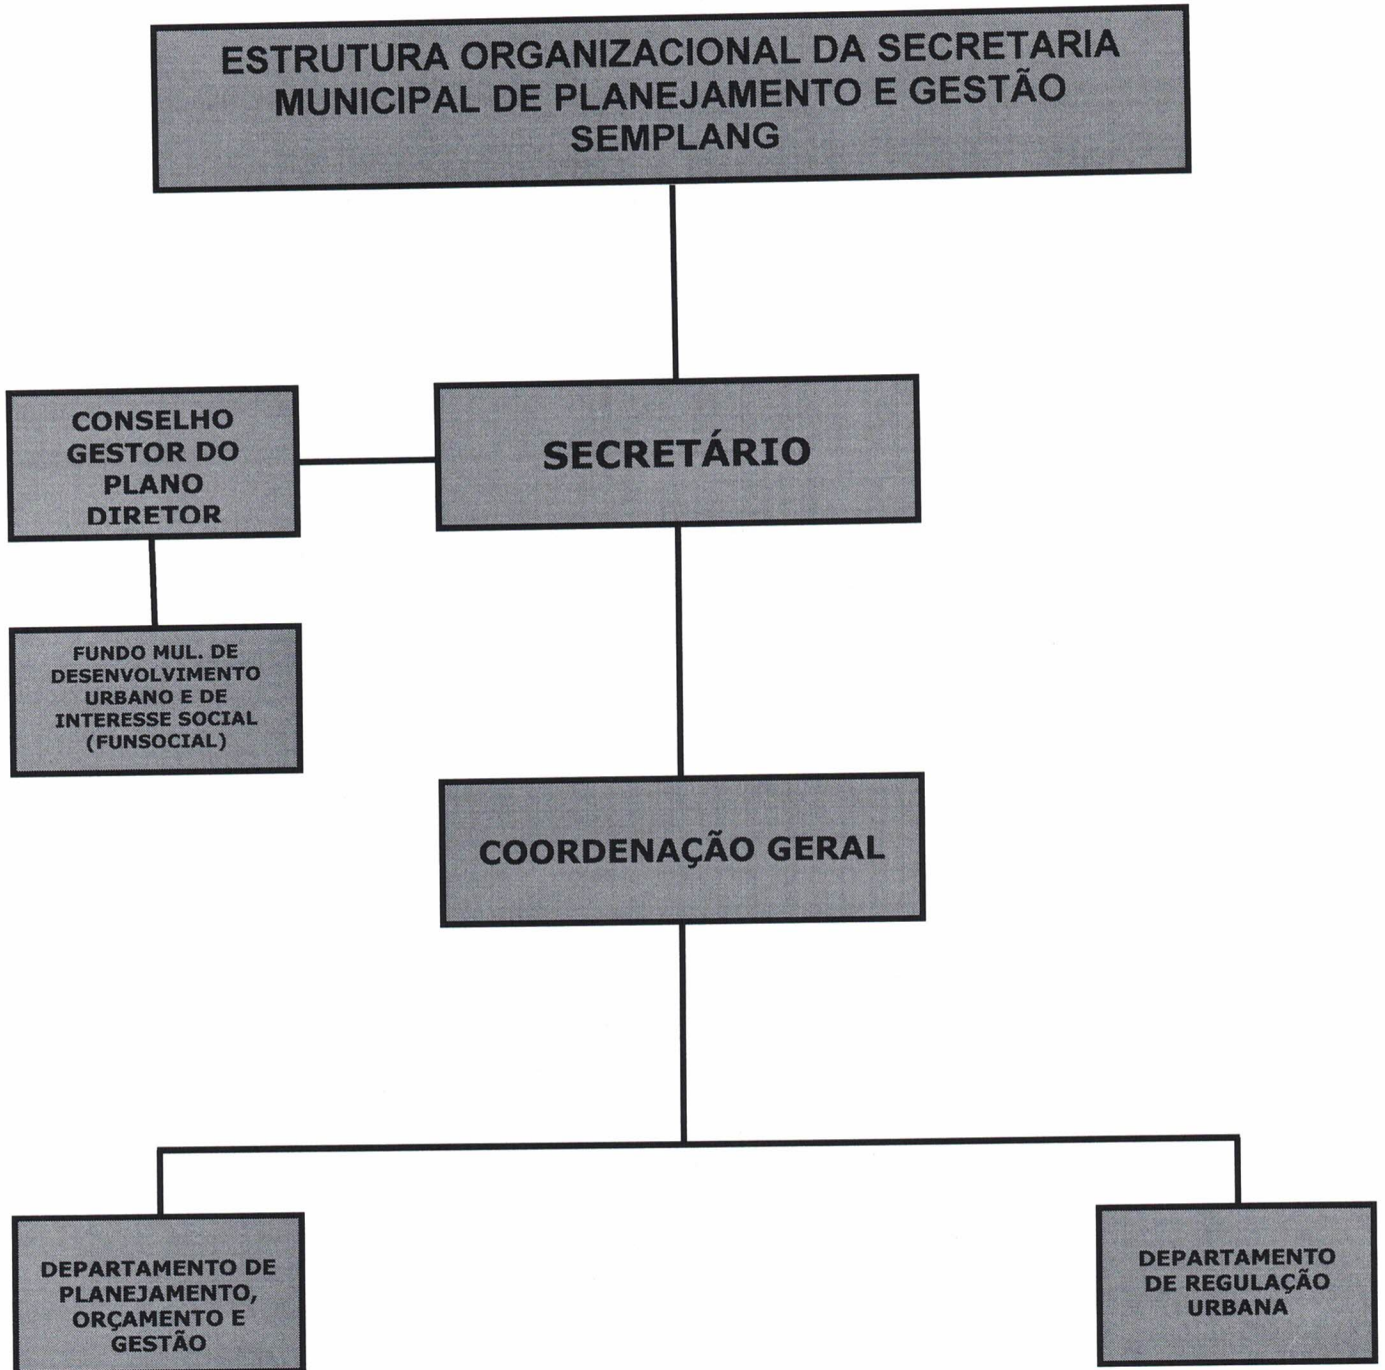 ESTRUTURA ORGANIZACIONAL DA SECRETARIA
MUNICIPAL DE PLANEJAMENTO E GESTÃO
SEMPLANG
CONSELHO
GESTOR DO
PLANO
DIRETOR
SECRETÁRIO
FUNDO MUL. DE
DESENVOLVIMENTO
URBANO E DE
INTERESSE SOCIAL
(FUNSOCIAL)
COORDENAÇÃO GERAL
DEPARTAMENTO DE
PLANEJAMENTO,
ORÇAMENTO E
GESTÃO
DEPARTAMENTO
DE REGULAÇÃO
URBANA